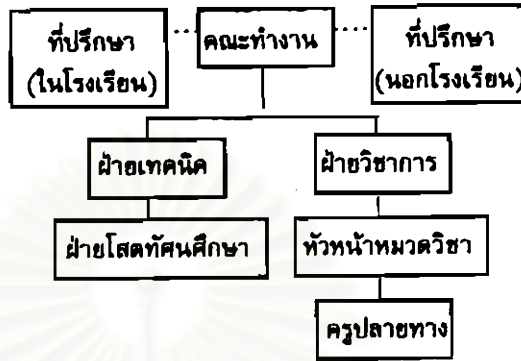 ที่ปรึกษา
(ในโรงเรียน)
คณะทำงาน
ที่ปรึกษา
(นอกโรงเรียน)
ฝ่ายเทคนิค
ฝ่ายวิชาการ
ฝ่ายโสตทัศนศึกษา
หัวหน้าหมวดวิชา
ครูปลายทาง